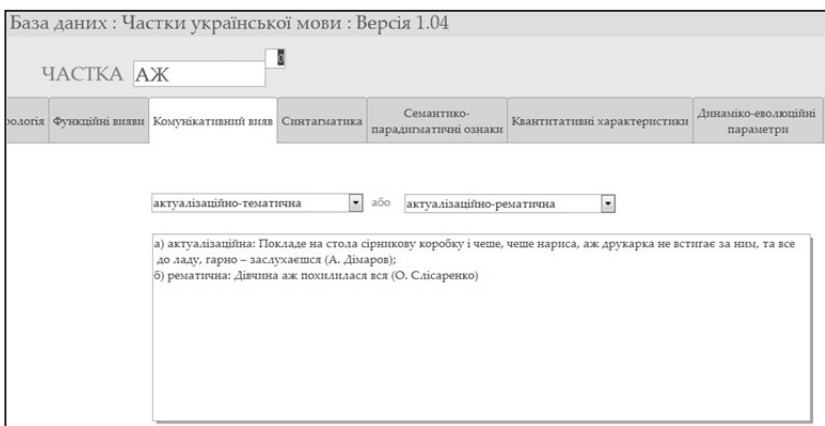 База даних : Частки української мови : Версія 1.04
0
ЧАСТКА АЖ
Функційні вияви Комунікативний вияв Синтагматика Семантико-парадигматичні ознаки Квантитативні характеристики Динаміко-еволюційні параметри
актуалізаційно-тематична або актуалізаційно-рематична
а) актуалізаційна: Покладе на стола сірникову коробку і чеше, чеше нариса, аж друкарка не встигає за ним, та все
до ладу, гарно – заслухаєшся (А. Дімаров);
б) рематична: Дівчина аж похилилася вся (О. Слісаренко)